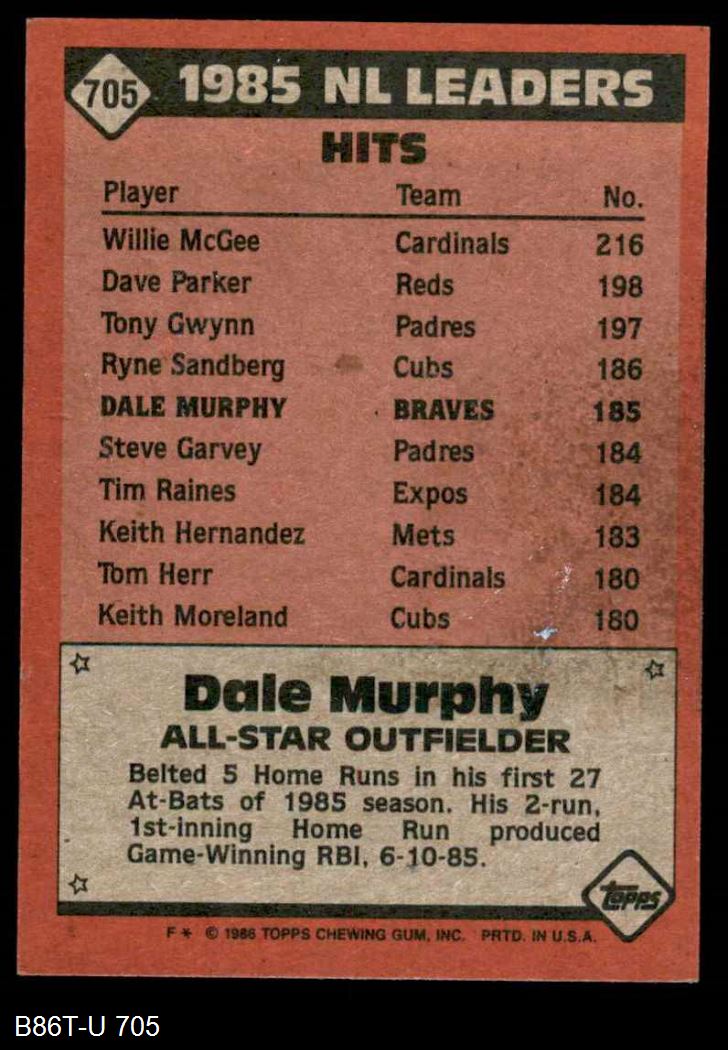 705
1985 NL LEADERS
HITS
Player Team No.
Willie McGee Cardinals 216
Dave Parker Reds 198
Tony Gwynn Padres 197
Ryne Sandberg Cubs 186
DALE MURPHY BRAVES 185
Steve Garvey Padres 184
Tim Raines Expos 184
Keith Hernandez Mets 183
Tom Herr Cardinals 180
Keith Moreland Cubs 180
Dale Murphy
ALL-STAR OUTFIELDER
Belted 5 Home Runs in his first 27
At-Bats of 1985 season. His 2-run,
1st-inning Home Run produced
Game-Winning RBI, 6-10-85.
Topps
F * © 1986 TOPPS CHEWING GUM, INC. PRTD. IN U.S.A.
B86T-U 705